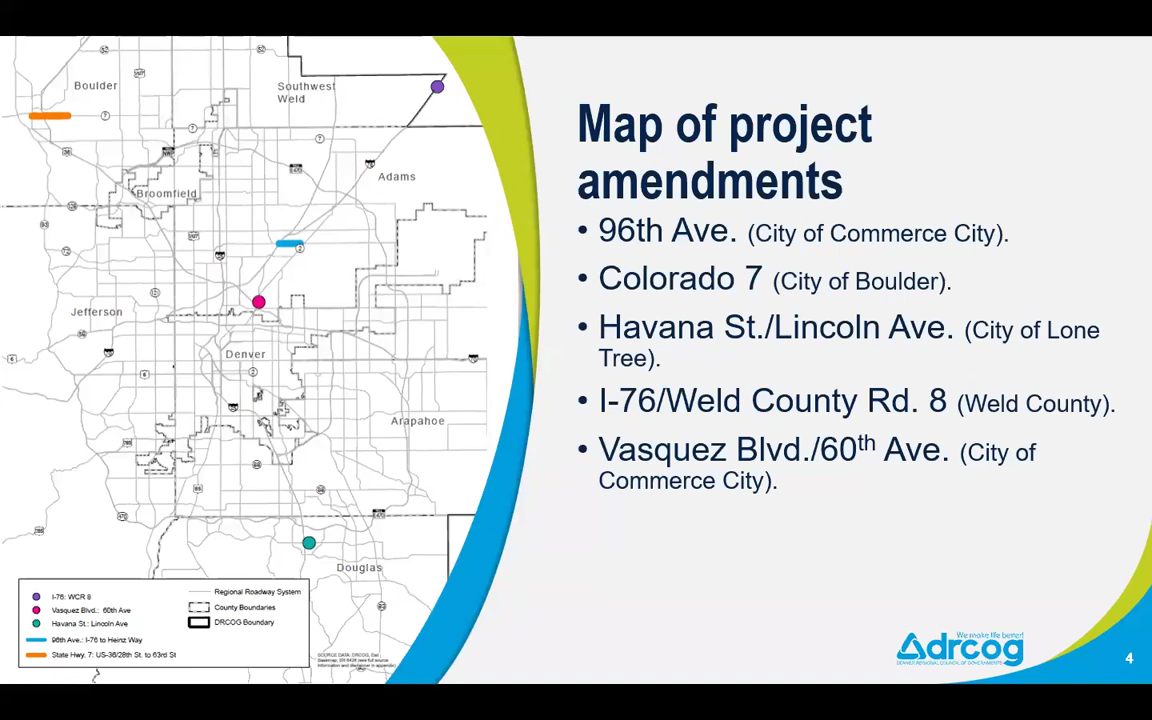 Map of project
amendments
• 96th Ave. (City of Commerce City).
• Colorado 7 (City of Boulder).
• Havana St./Lincoln Ave. (City of Lone
Tree).
• I-76/Weld County Rd. 8 (Weld County).
• Vasquez Blvd./60th Ave. (City of
Commerce City).
Boulder
Southwest
Weld
Adams
Broomfield
Jefferson
Denver
Arapahoe
Douglas
I-76: WCR 8
Vasquez Blvd.: 60th Ave
Havana St.: Lincoln Ave
96th Ave.: I-76 to Heinz Way
State Hwy. 7: US-36/28th St. to 63rd St
Regional Roadway System
County Boundaries
DRCOG Boundary
We make life better!
drcog
DENVER REGIONAL COUNCIL OF GOVERNMENTS
4